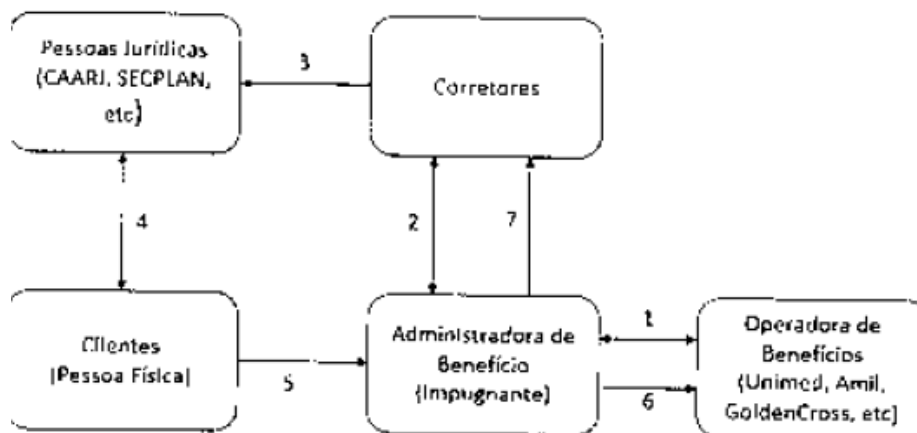 Pessoas Jurídicas
(CAARJ, SECPLAN,
etc)
3
Corretores
4
2
7
Clientes
(Pessoa Física)
5
Administradora de
Benefício
(Impugnante)
1
6
Operadora de
Benefícios
(Unimed, Amil,
GoldenCross, etc)